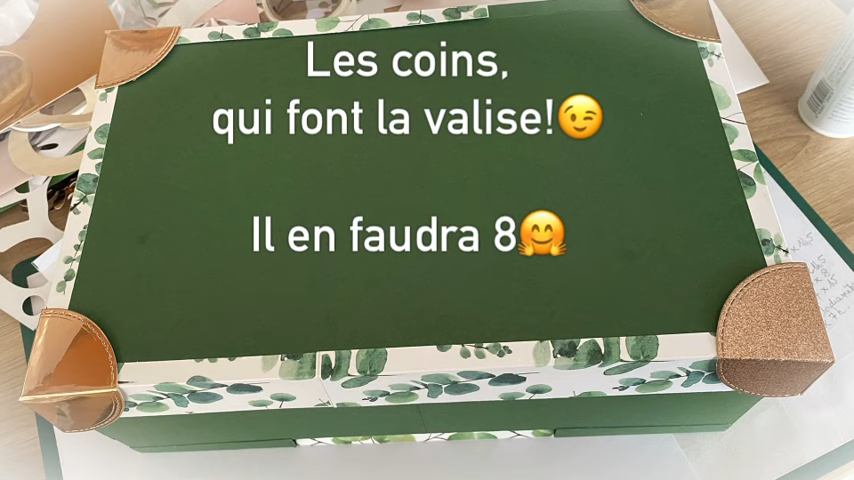 Les coins,
qui font la valise!😉
Il en faudra 8🤗